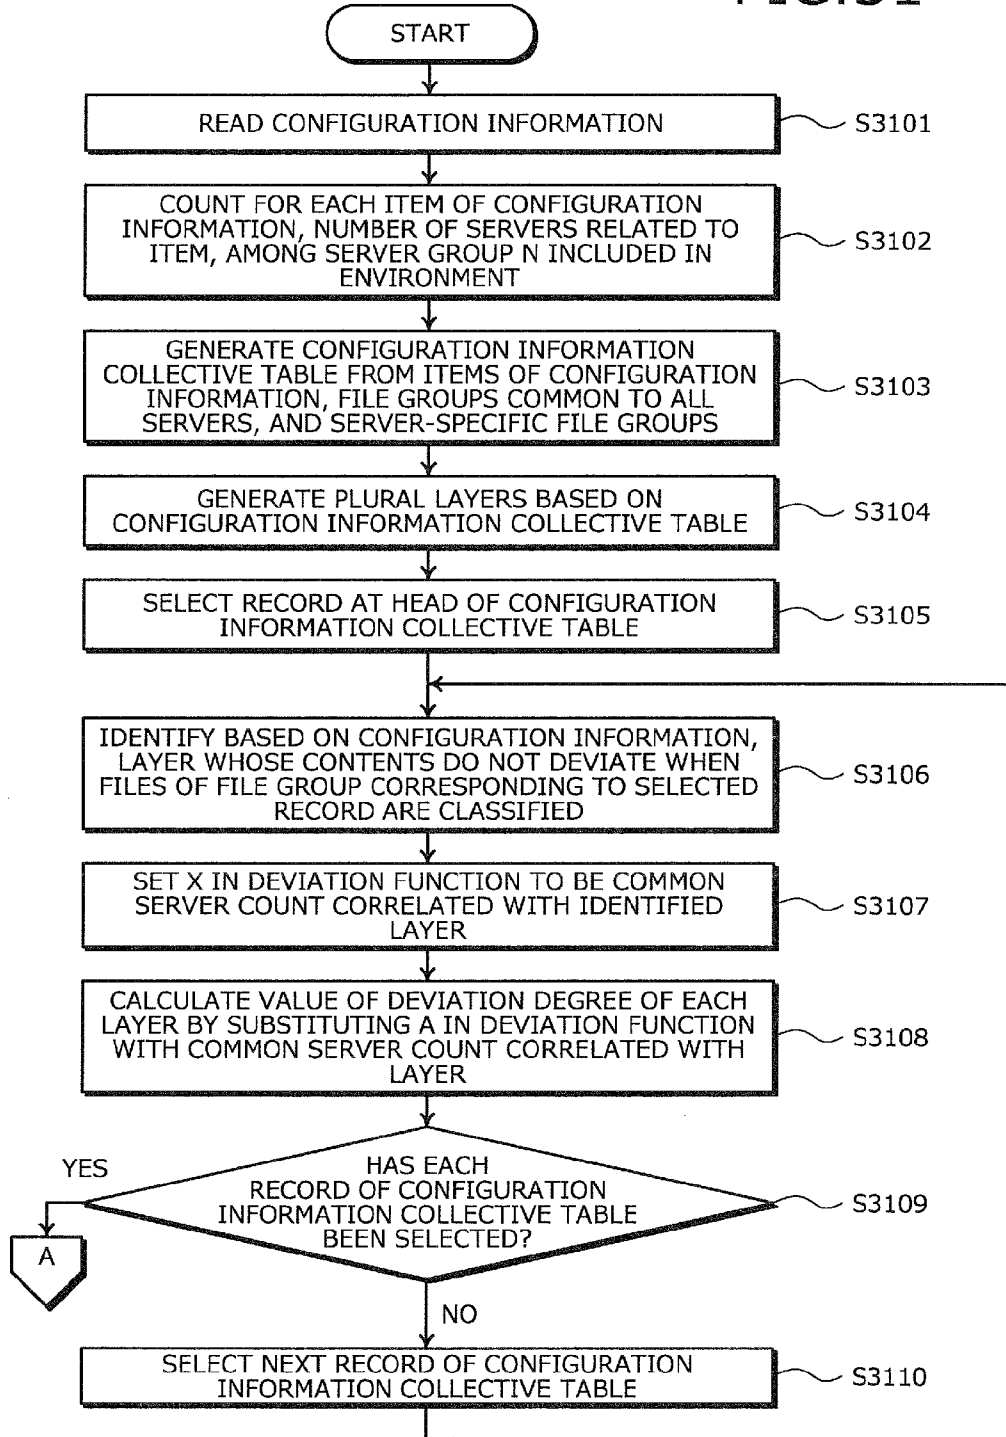 START
READ CONFIGURATION INFORMATION
S3101
COUNT FOR EACH ITEM OF CONFIGURATION
INFORMATION, NUMBER OF SERVERS RELATED TO
ITEM, AMONG SERVER GROUP N INCLUDED IN
ENVIRONMENT
S3102
GENERATE CONFIGURATION INFORMATION
COLLECTIVE TABLE FROM ITEMS OF CONFIGURATION
INFORMATION, FILE GROUPS COMMON TO ALL
SERVERS, AND SERVER-SPECIFIC FILE GROUPS
S3103
GENERATE PLURAL LAYERS BASED ON
CONFIGURATION INFORMATION COLLECTIVE TABLE
S3104
SELECT RECORD AT HEAD OF CONFIGURATION
INFORMATION COLLECTIVE TABLE
S3105
IDENTIFY BASED ON CONFIGURATION INFORMATION,
LAYER WHOSE CONTENTS DO NOT DEVIATE WHEN
FILES OF FILE GROUP CORRESPONDING TO SELECTED
RECORD ARE CLASSIFIED
S3106
SET X IN DEVIATION FUNCTION TO BE COMMON
SERVER COUNT CORRELATED WITH IDENTIFIED
LAYER
S3107
CALCULATE VALUE OF DEVIATION DEGREE OF EACH
LAYER BY SUBSTITUTING A IN DEVIATION FUNCTION
WITH COMMON SERVER COUNT CORRELATED WITH
LAYER
S3108
YES
HAS EACH
RECORD OF CONFIGURATION
INFORMATION COLLECTIVE TABLE
BEEN SELECTED?
S3109
A
NO
SELECT NEXT RECORD OF CONFIGURATION
INFORMATION COLLECTIVE TABLE
S3110